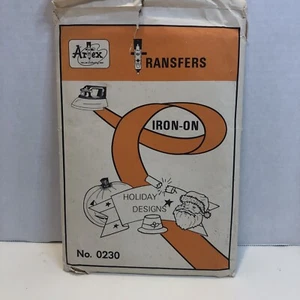 Artex
TRANSFERS
IRON-ON
HOLIDAY
DESIGNS
No. 0230